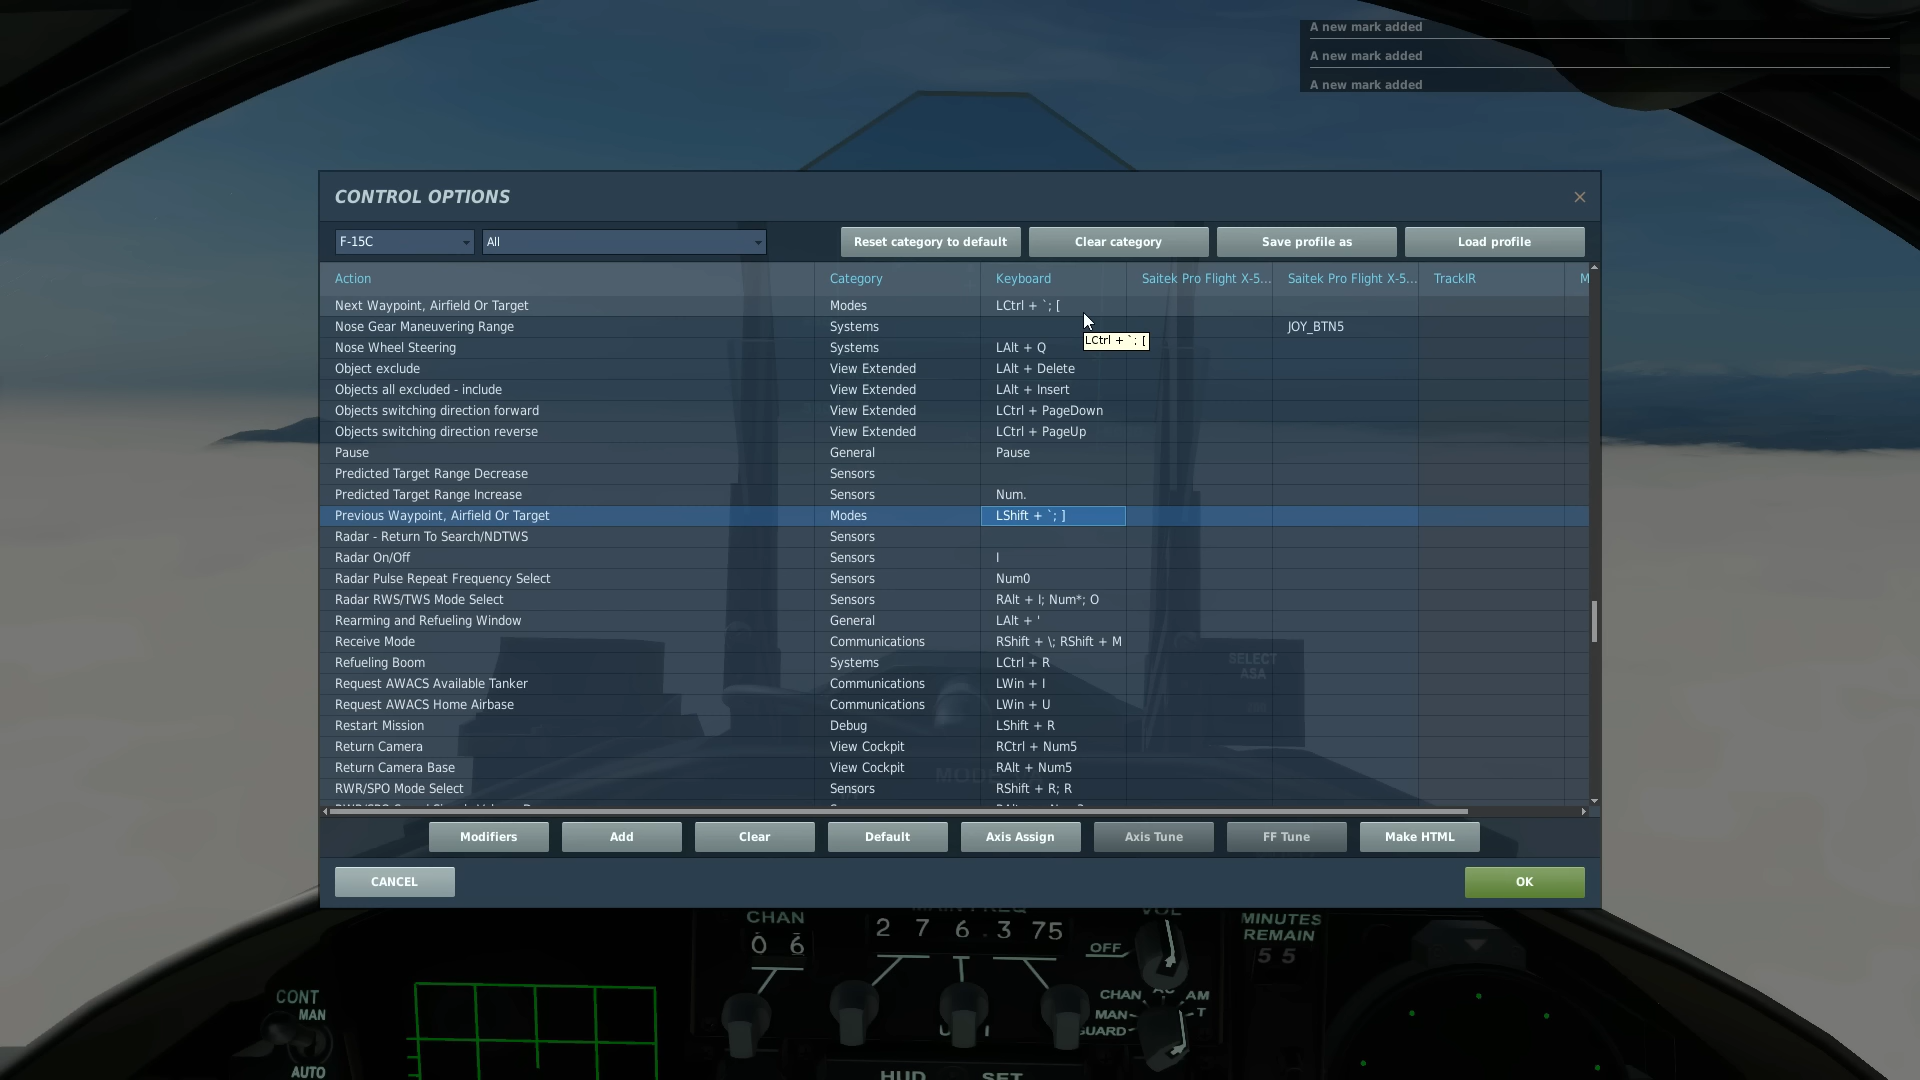 A new mark added
A new mark added
A new mark added
CONTROL OPTIONS
F-15C All Reset category to default Clear category Save profile as Load profile
Action Category Keyboard Saitek Pro Flight X-5... Saitek Pro Flight X-5... TrackIR M
Next Waypoint, Airfield Or Target Modes LCtrl + `; [
Nose Gear Maneuvering Range Systems JOY_BTN5
LCtrl + `; [
Nose Wheel Steering Systems LAlt + Q
Object exclude View Extended LAlt + Delete
Objects all excluded - include View Extended LAlt + Insert
Objects switching direction forward View Extended LCtrl + PageDown
Objects switching direction reverse View Extended LCtrl + PageUp
Pause General Pause
Predicted Target Range Decrease Sensors
Predicted Target Range Increase Sensors Num.
Previous Waypoint, Airfield Or Target Modes LShift + `; ]
Radar - Return To Search/NDTWS Sensors
Radar On/Off Sensors I
Radar Pulse Repeat Frequency Select Sensors Num0
Radar RWS/TWS Mode Select Sensors RAlt + I; Num*; O
Rearming and Refueling Window General LAlt + '
Receive Mode Communications RShift + \; RShift + M
Refueling Boom Systems LCtrl + R
SELECT
ASA
Request AWACS Available Tanker Communications LWin + I
Request AWACS Home Airbase Communications LWin + U
Restart Mission Debug LShift + R
Return Camera View Cockpit RCtrl + Num5
Return Camera Base View Cockpit RAlt + Num5
RWR/SPO Mode Select Sensors RShift + R; R
Modifiers Add Clear Default Axis Assign Axis Tune FF Tune Make HTML
CANCEL OK
CHAN MAIN FREQ VOL MINUTES
REMAIN
0 6 2 7 6 . 3 75 OFF 5 5
CONT
MAN
CHAN AM
MAN T
GUARD
AUTO
HUD SET